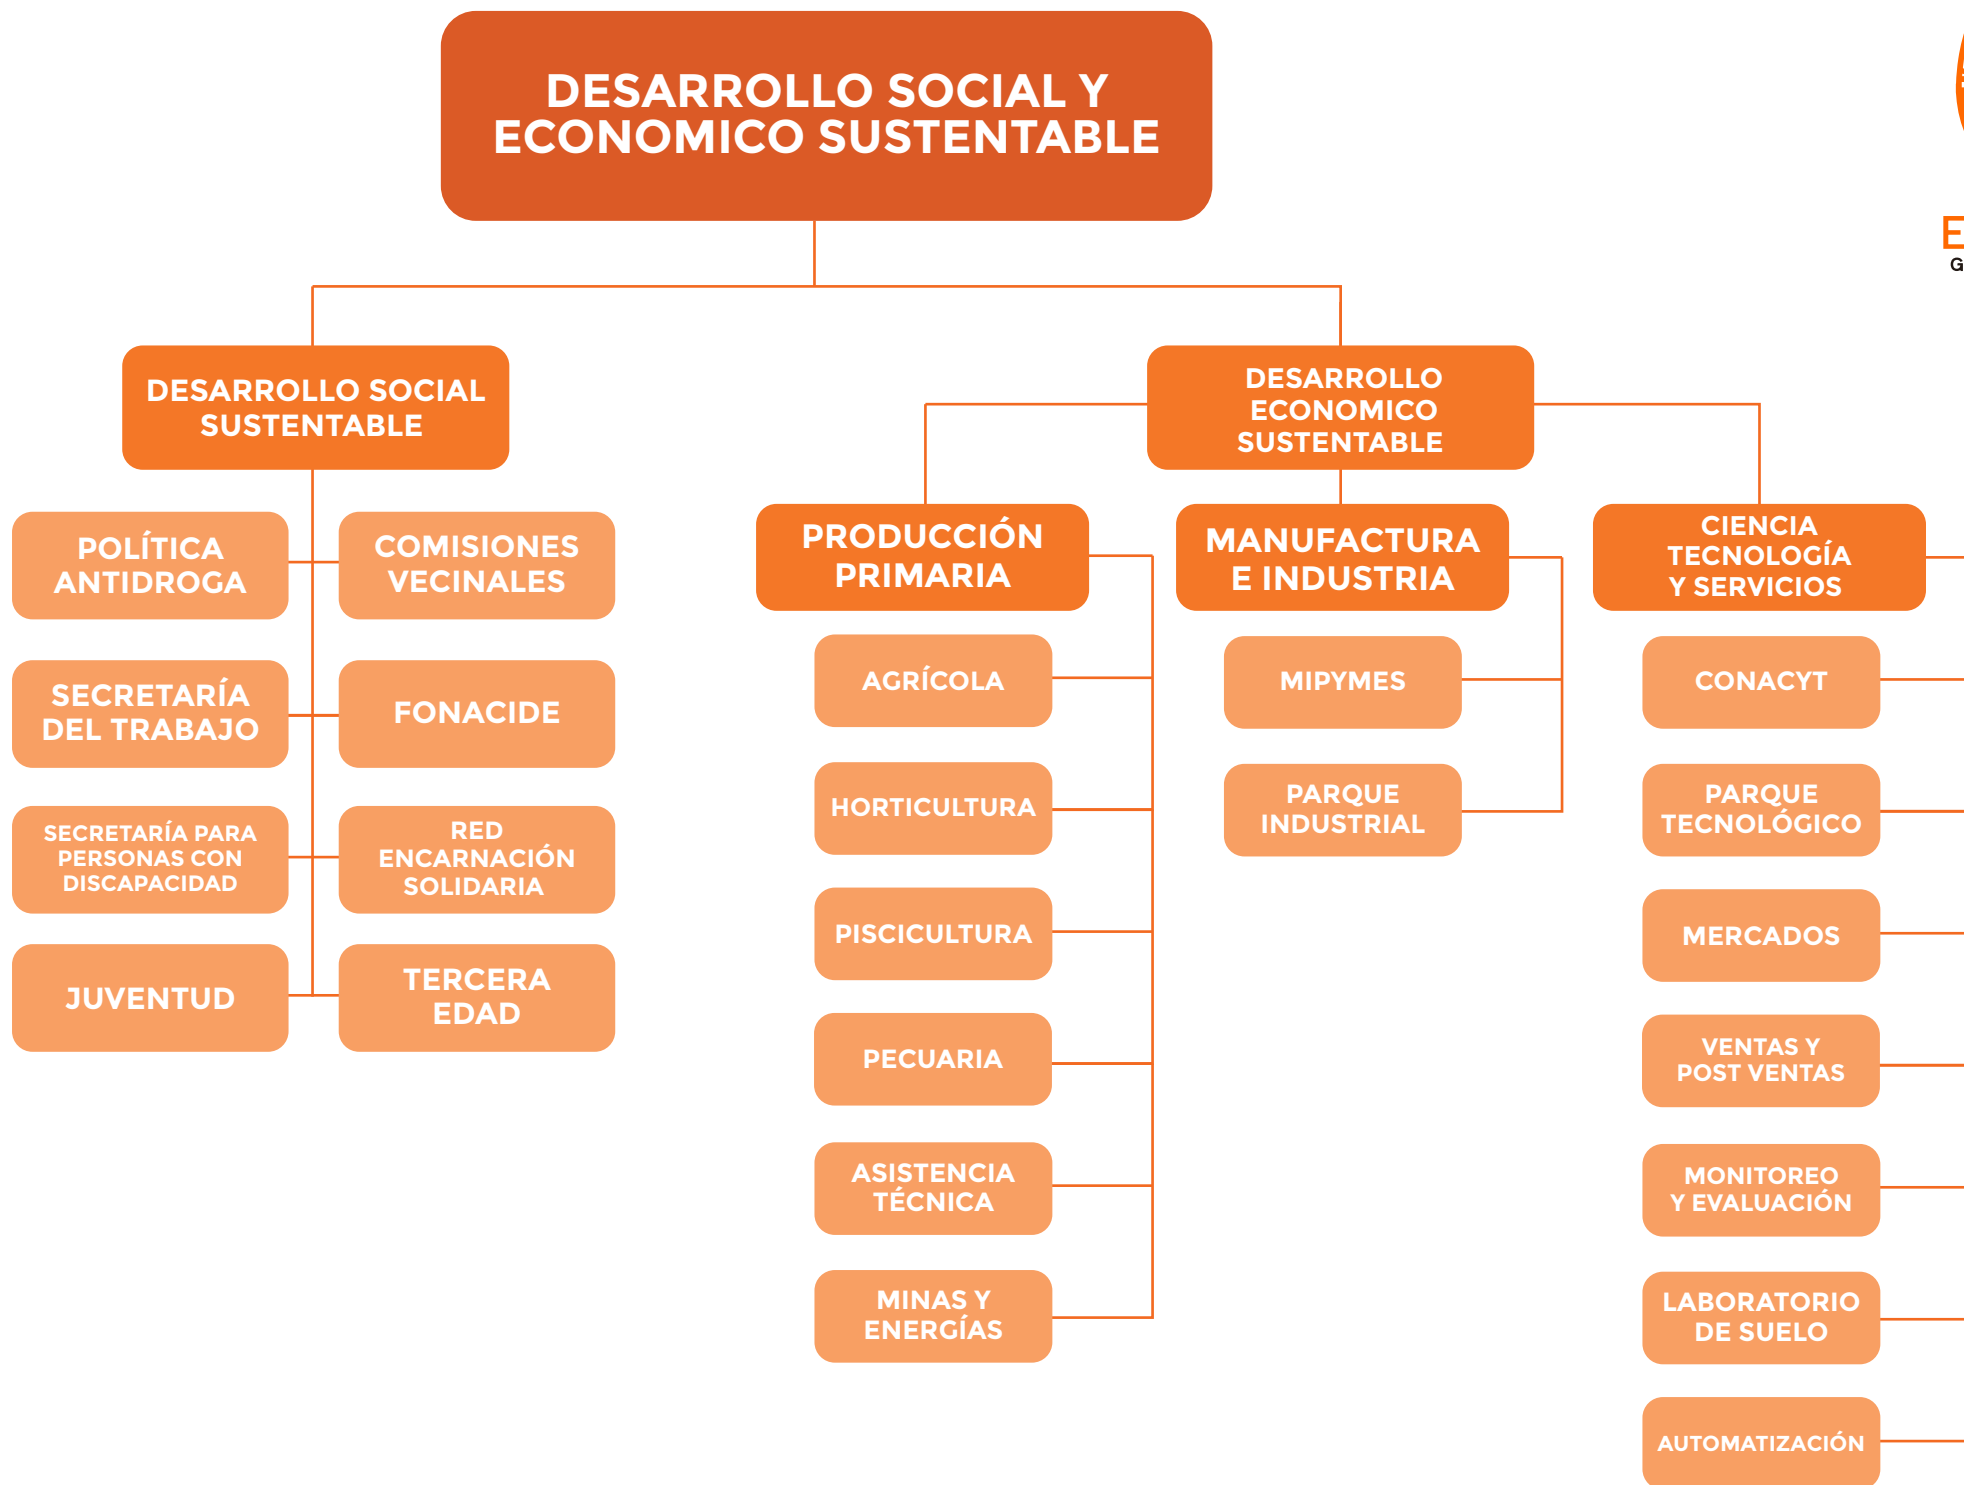 DESARROLLO SOCIAL Y
ECONOMICO SUSTENTABLE
DESARROLLO SOCIAL
SUSTENTABLE
POLÍTICA
ANTIDROGA
COMISIONES
VECINALES
SECRETARÍA
DEL TRABAJO
FONACIDE
SECRETARÍA PARA
PERSONAS CON
DISCAPACIDAD
RED
ENCARNACIÓN
SOLIDARIA
JUVENTUD
TERCERA
EDAD
DESARROLLO
ECONOMICO
SUSTENTABLE
PRODUCCIÓN
PRIMARIA
AGRÍCOLA
HORTICULTURA
PISCICULTURA
PECUARIA
ASISTENCIA
TÉCNICA
MINAS Y
ENERGÍAS
MANUFACTURA
E INDUSTRIA
MIPYMES
PARQUE
INDUSTRIAL
CIENCIA
TECNOLOGÍA
Y SERVICIOS
CONACYT
PARQUE
TECNOLÓGICO
MERCADOS
VENTAS Y
POST VENTAS
MONITOREO
Y EVALUACIÓN
LABORATORIO
DE SUELO
AUTOMATIZACIÓN